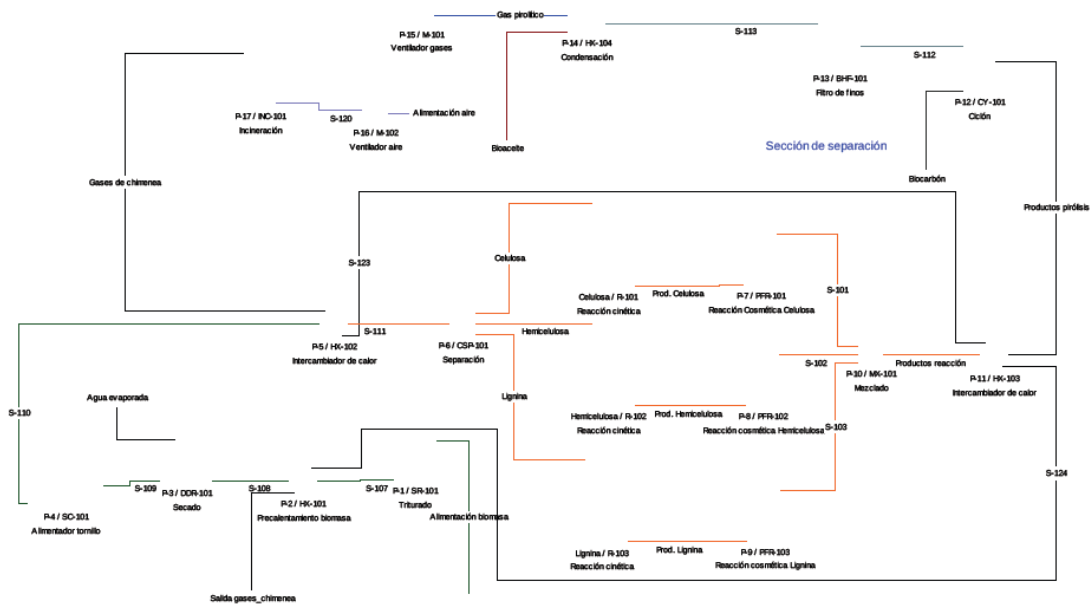 Gas pirolítico
P-15 / M-101
Ventilador gases
P-14 / HX-104
Condensación
S-113
S-112
P-13 / BHF-101
Filtro de finos
P-12 / CY-101
Ciclón
P-17 / INC-101
Incineración
S-120
P-16 / M-102
Ventilador aire
Alimentación aire
Bioaceite
Sección de separación
Biocarbón
Gases de chimenea
Productos pirólisis
Celulosa
S-123
Celulosa / R-101
Reacción cinética
Prod. Celulosa
P-7 / PFR-101
Reacción Cosmética Celulosa
S-101
S-111
Hemicelulosa
P-5 / HX-102
Intercambiador de calor
P-6 / CSP-101
Separación
S-102
Productos reacción
P-10 / MX-101
Mezclado
P-11 / HX-103
Intercambiador de calor
Agua evaporada
Lignina
S-110
Hemicelulosa / R-102
Reacción cinética
Prod. Hemicelulosa
P-8 / PFR-102
Reacción cosmética Hemicelulosa
S-103
S-124
S-109
P-3 / DDR-101
Secado
S-108
P-2 / HX-101
Precalentamiento biomasa
S-107
P-1 / SR-101
Triturado
Alimentación biomasa
P-4 / SC-101
Alimentador tornillo
Lignina / R-103
Reacción cinética
Prod. Lignina
P-9 / PFR-103
Reacción cosmética Lignina
Salida gases_chimenea